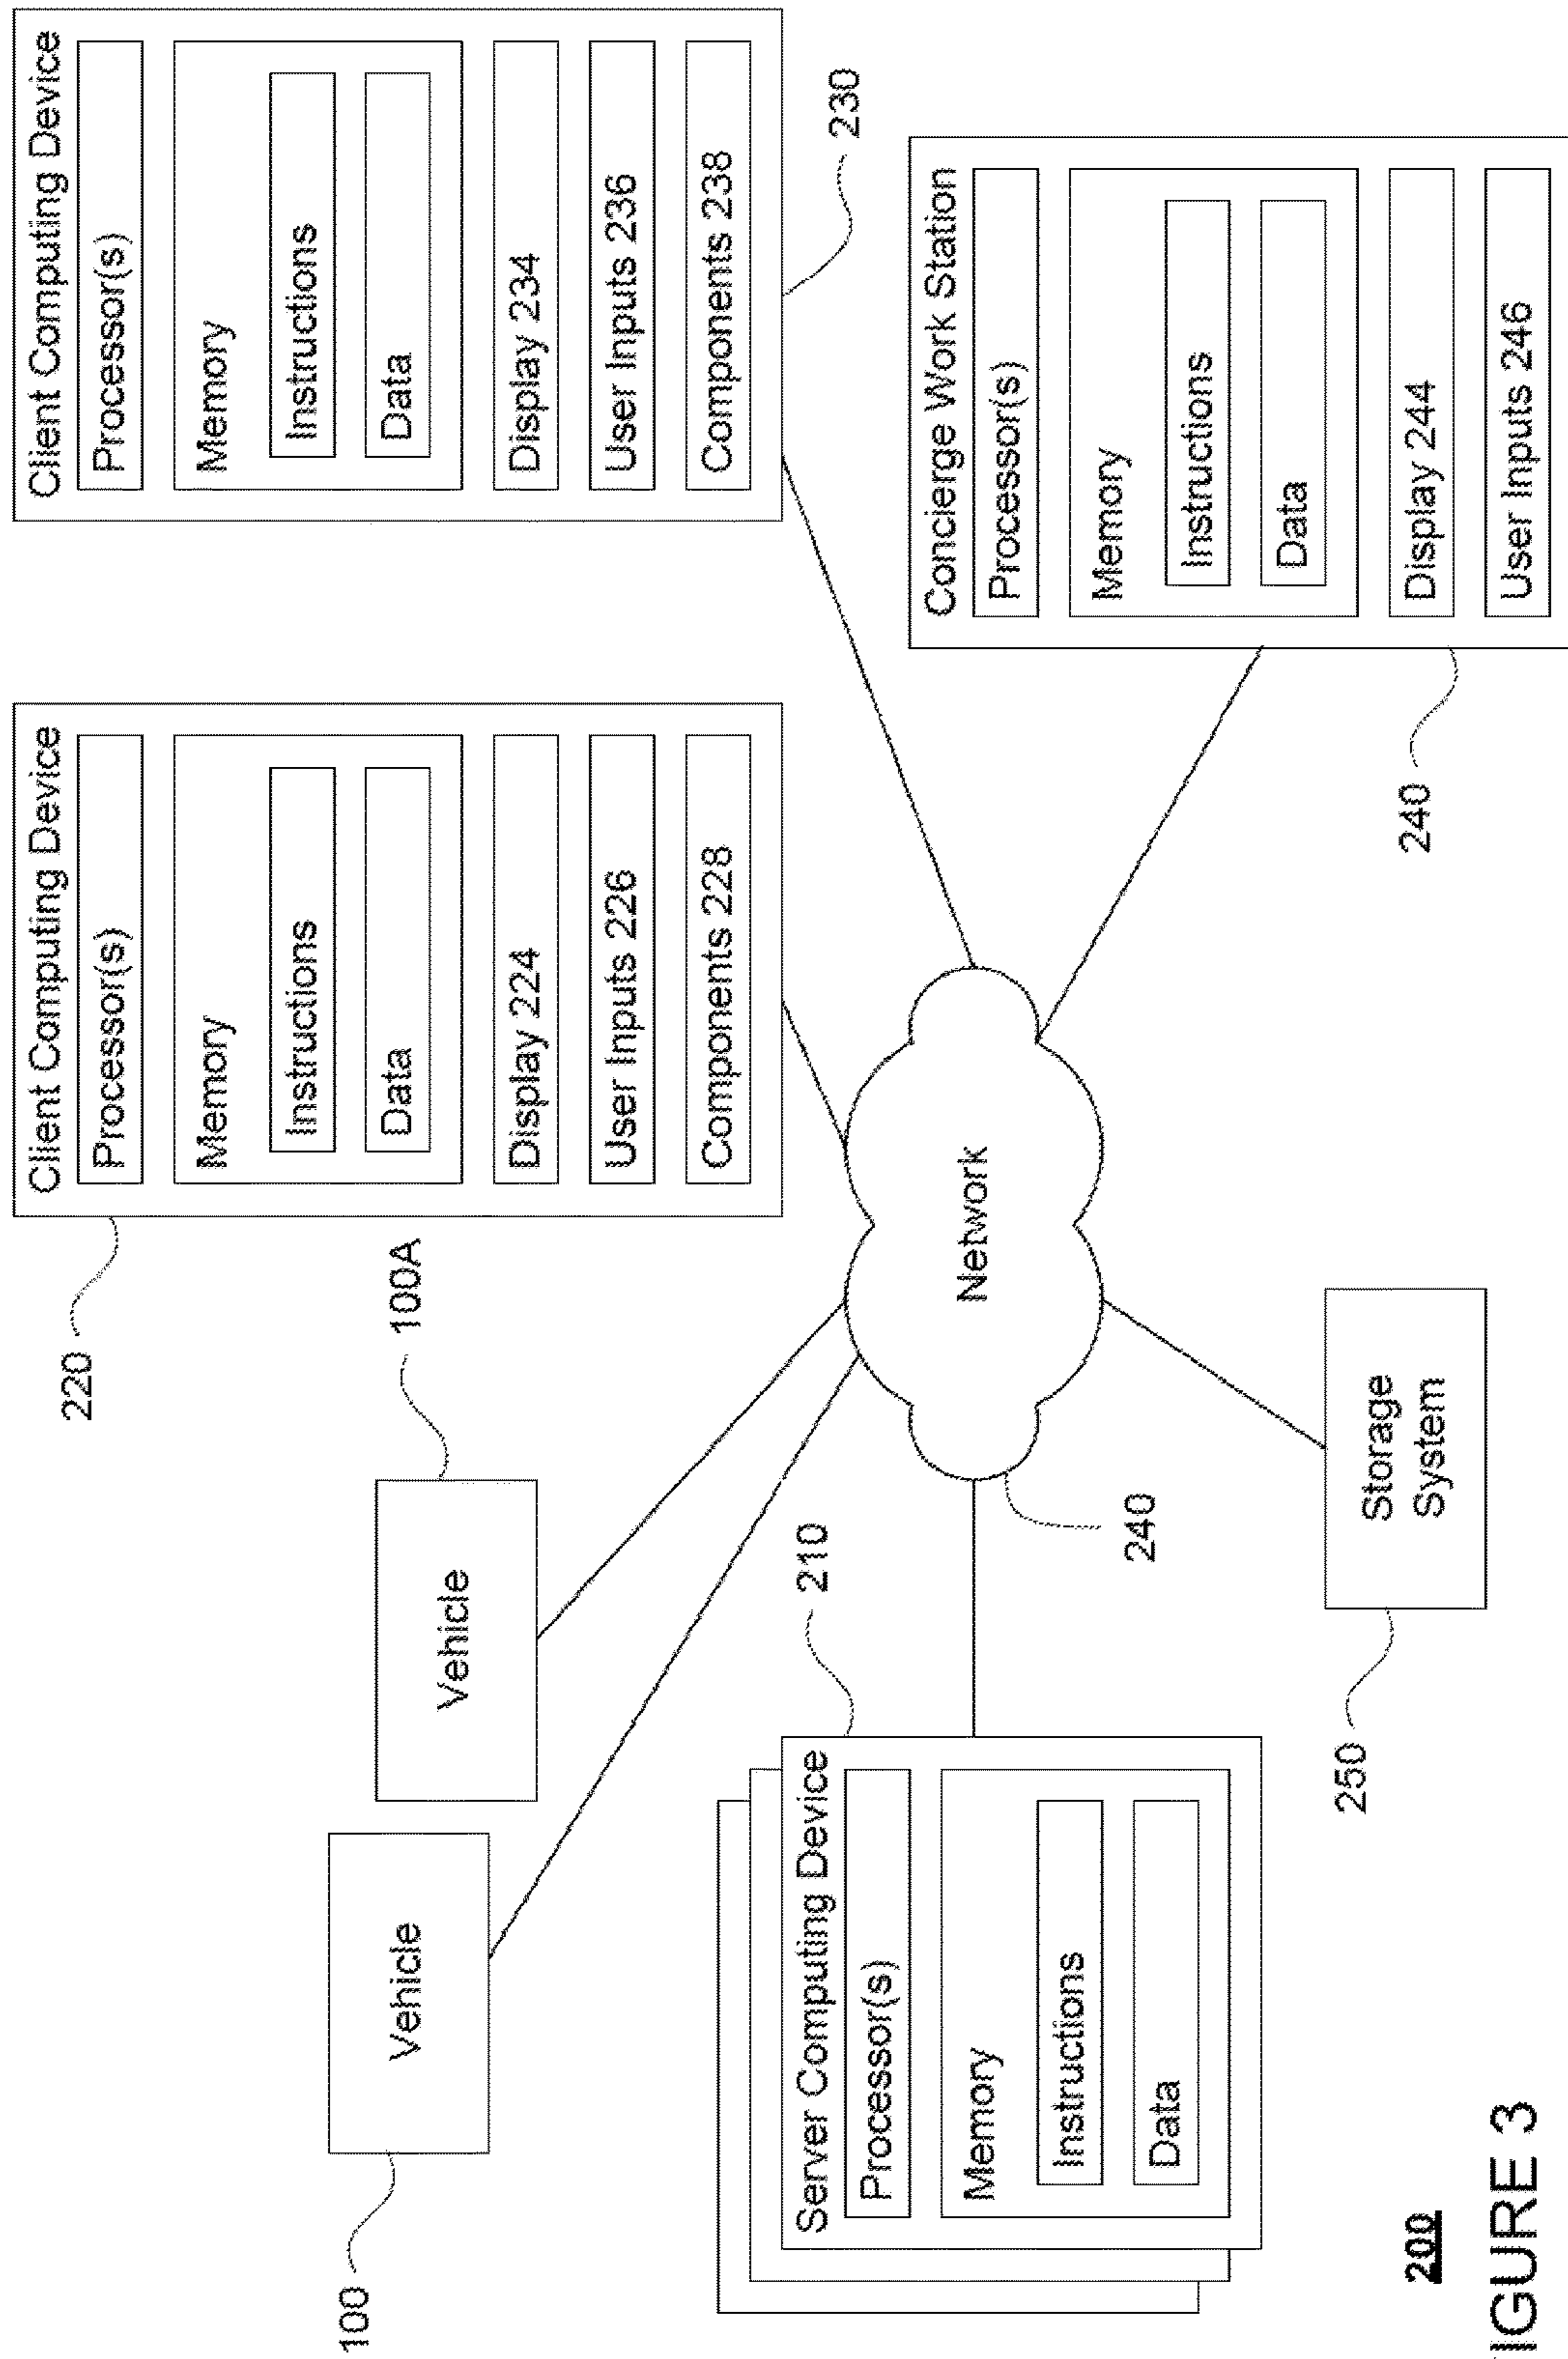 Client Computing Device
Processor(s)
Memory
Instructions
Data
Display 224
User Inputs 226
Components 228
220
Client Computing Device
Processor(s)
Memory
Instructions
Data
Display 234
User Inputs 236
Components 238
230
Vehicle
100
Vehicle
100A
Server Computing Device
Processor(s)
Memory
Instructions
Data
210
Network
240
Concierge Work Station
Processor(s)
Memory
Instructions
Data
Display 244
User Inputs 246
240
Storage
System
250
200
IGURE 3